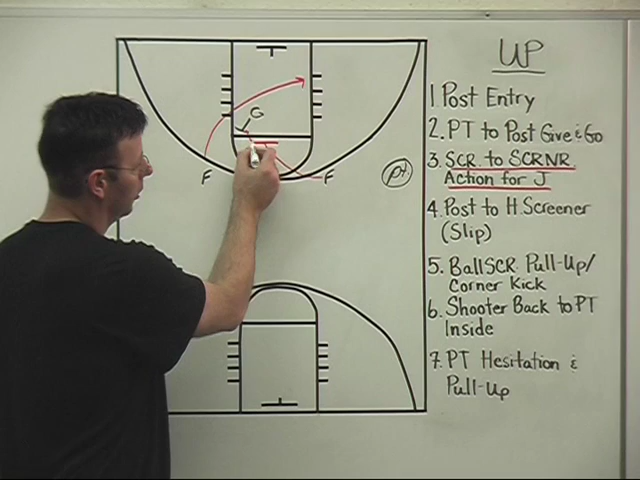 UP
1 Post Entry
2. PT to Post Give & Go
3. SCR to SCRNR
Action for J
4. Post to H. Screener
(Slip)
5. Ball SCR Pull-Up/
Corner Kick
6. Shooter Back to PT
Inside
7. PT Hesitation &
Pull-Up
G
F
F
Pt.